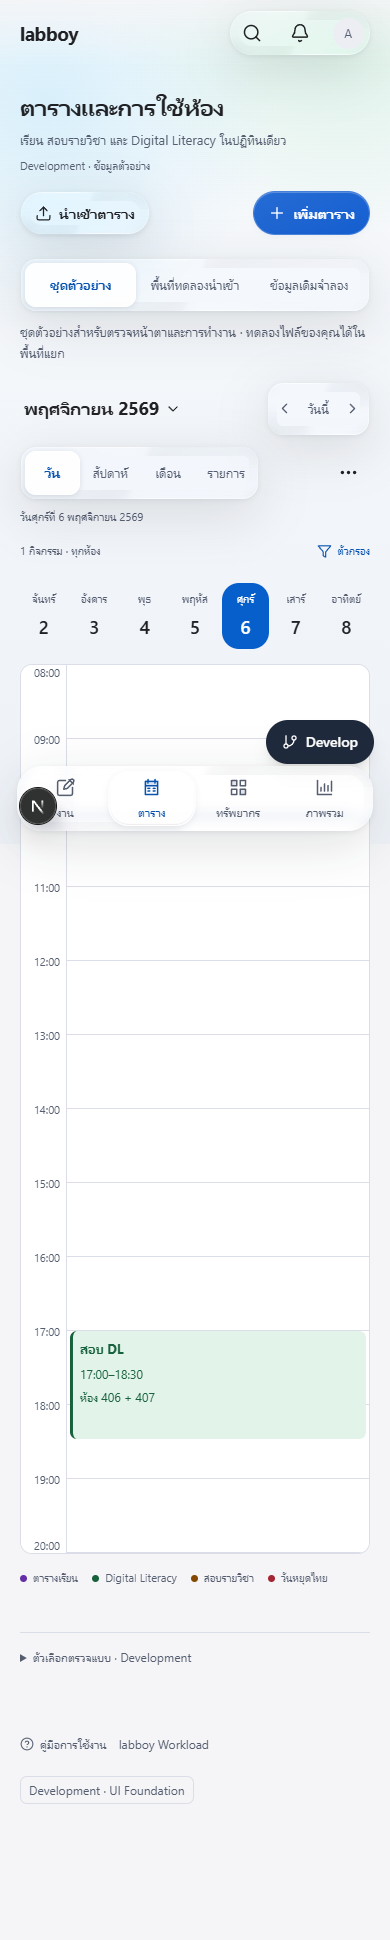 labboy
A
ตารางและการใช้ห้อง
เรียน สอบรายวิชา และ Digital Literacy ในปฏิทินเดียว
Development · ข้อมูลตัวอย่าง
นำเข้าตาราง
เพิ่มตาราง
ชุดตัวอย่าง พื้นที่ทดลองนำเข้า ข้อมูลเดิมจำลอง
ชุดตัวอย่างสำหรับตรวจหน้าตาและการทำงาน · ทดลองไฟล์ของคุณได้ใน
พื้นที่แยก
พฤศจิกายน 2569
วันนี้
วัน สัปดาห์ เดือน รายการ
วันศุกร์ที่ 6 พฤศจิกายน 2569
1 กิจกรรม · ทุกห้อง
ตัวกรอง
จันทร์ อังคาร พุธ พฤหัส ศุกร์ เสาร์ อาทิตย์
2 3 4 5 6 7 8
08:00
09:00
Develop
N
งาน ตาราง ทรัพยากร ภาพรวม
11:00
12:00
13:00
14:00
15:00
16:00
17:00
สอบ DL
17:00–18:30
ห้อง 406 + 407
18:00
19:00
20:00
ตารางเรียน Digital Literacy สอบรายวิชา วันหยุดไทย
ตัวเลือกตรวจแบบ · Development
คู่มือการใช้งาน labboy Workload
Development · UI Foundation